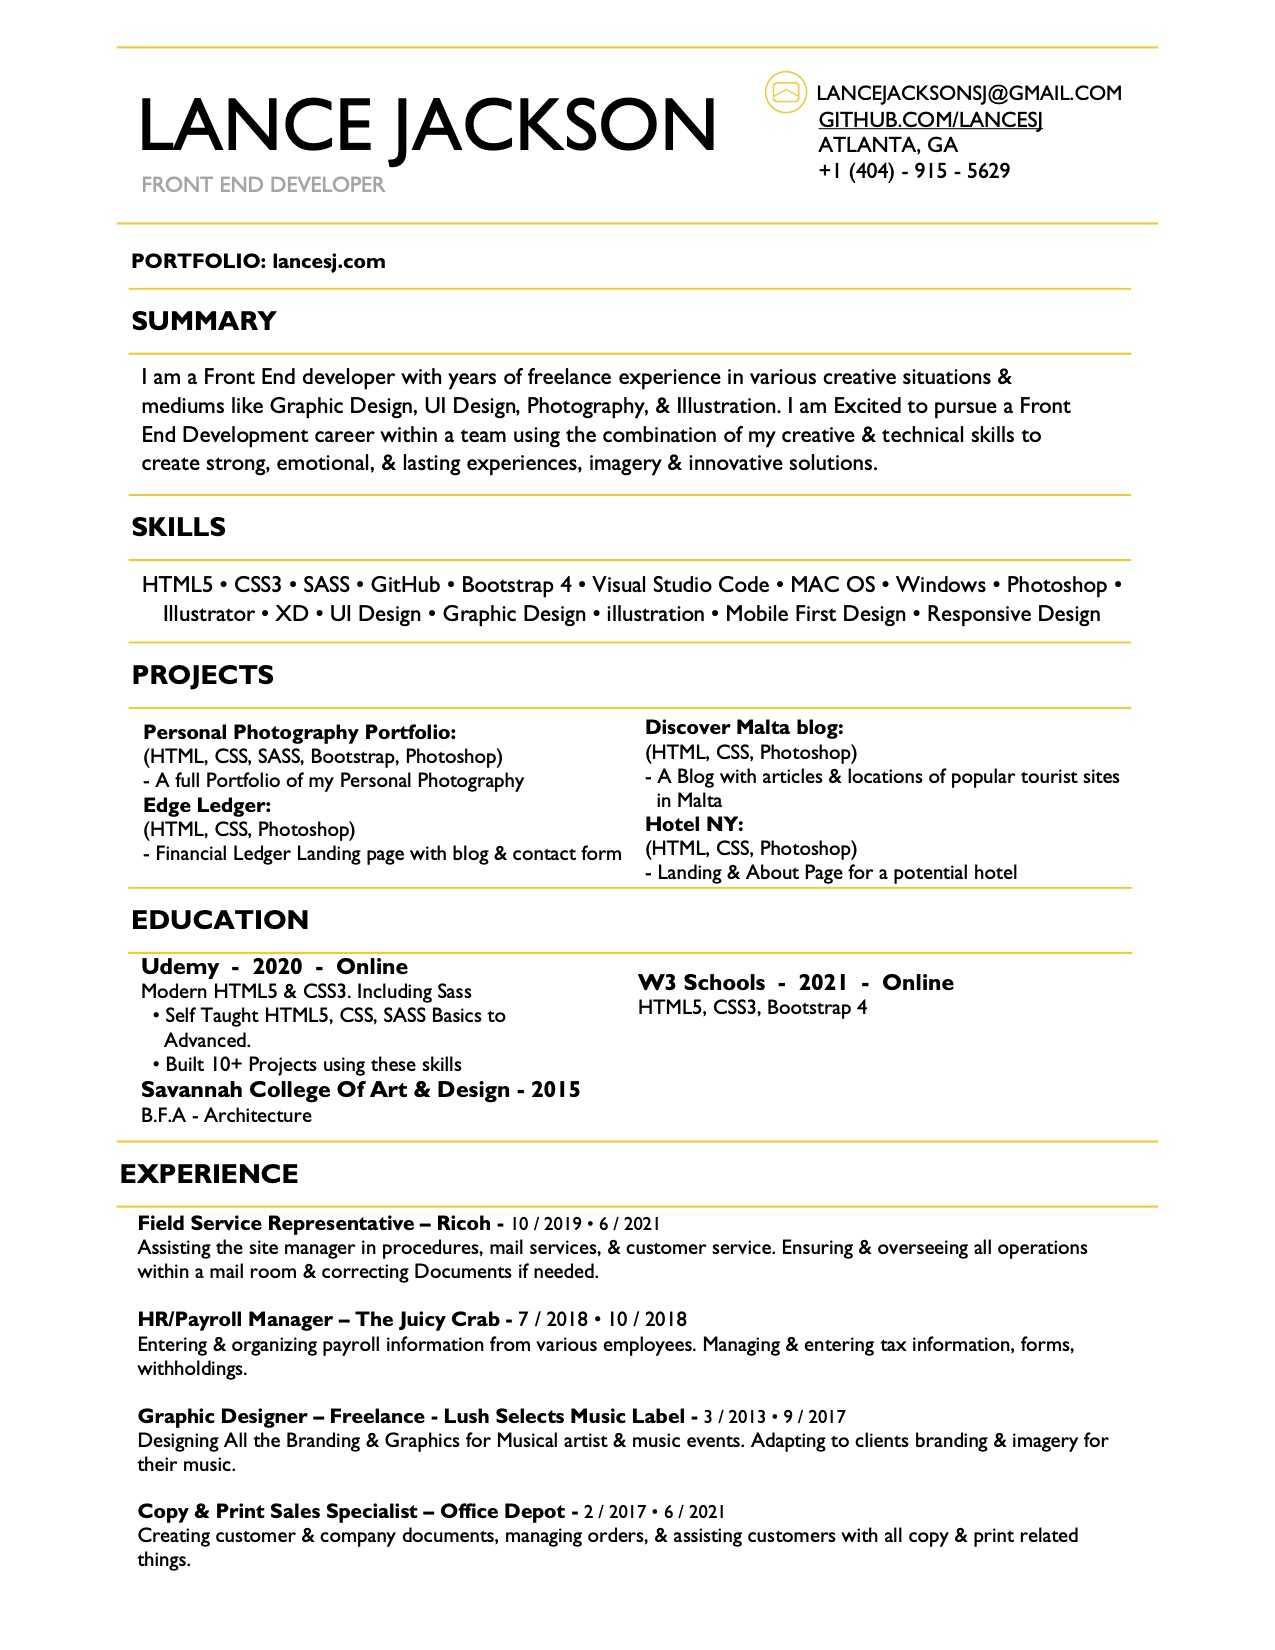 LANCE JACKSON
FRONT END DEVELOPER
LANCEJACKSONSJ@GMAIL.COM
GITHUB.COM/LANCESJ
ATLANTA, GA
+1 (404) - 915 - 5629
PORTFOLIO: lancesj.com
SUMMARY
I am a Front End developer with years of freelance experience in various creative situations &
mediums like Graphic Design, UI Design, Photography, & Illustration. I am Excited to pursue a Front
End Development career within a team using the combination of my creative & technical skills to
create strong, emotional, & lasting experiences, imagery & innovative solutions.
SKILLS
HTML5 • CSS3 • SASS • GitHub • Bootstrap 4 • Visual Studio Code • MAC OS • Windows • Photoshop •
Illustrator • XD • UI Design • Graphic Design • illustration • Mobile First Design • Responsive Design
PROJECTS
Personal Photography Portfolio:
(HTML, CSS, SASS, Bootstrap, Photoshop)
- A full Portfolio of my Personal Photography
Edge Ledger:
(HTML, CSS, Photoshop)
- Financial Ledger Landing page with blog & contact form
Discover Malta blog:
(HTML, CSS, Photoshop)
- A Blog with articles & locations of popular tourist sites
in Malta
Hotel NY:
(HTML, CSS, Photoshop)
- Landing & About Page for a potential hotel
EDUCATION
Udemy - 2020 - Online
Modern HTML5 & CSS3. Including Sass
• Self Taught HTML5, CSS, SASS Basics to
Advanced.
• Built 10+ Projects using these skills
Savannah College Of Art & Design - 2015
B.F.A - Architecture
W3 Schools - 2021 - Online
HTML5, CSS3, Bootstrap 4
EXPERIENCE
Field Service Representative – Ricoh - 10 / 2019 • 6 / 2021
Assisting the site manager in procedures, mail services, & customer service. Ensuring & overseeing all operations
within a mail room & correcting Documents if needed.
HR/Payroll Manager – The Juicy Crab - 7 / 2018 • 10 / 2018
Entering & organizing payroll information from various employees. Managing & entering tax information, forms,
withholdings.
Graphic Designer – Freelance - Lush Selects Music Label - 3 / 2013 • 9 / 2017
Designing All the Branding & Graphics for Musical artist & music events. Adapting to clients branding & imagery for
their music.
Copy & Print Sales Specialist – Office Depot - 2 / 2017 • 6 / 2021
Creating customer & company documents, managing orders, & assisting customers with all copy & print related
things.